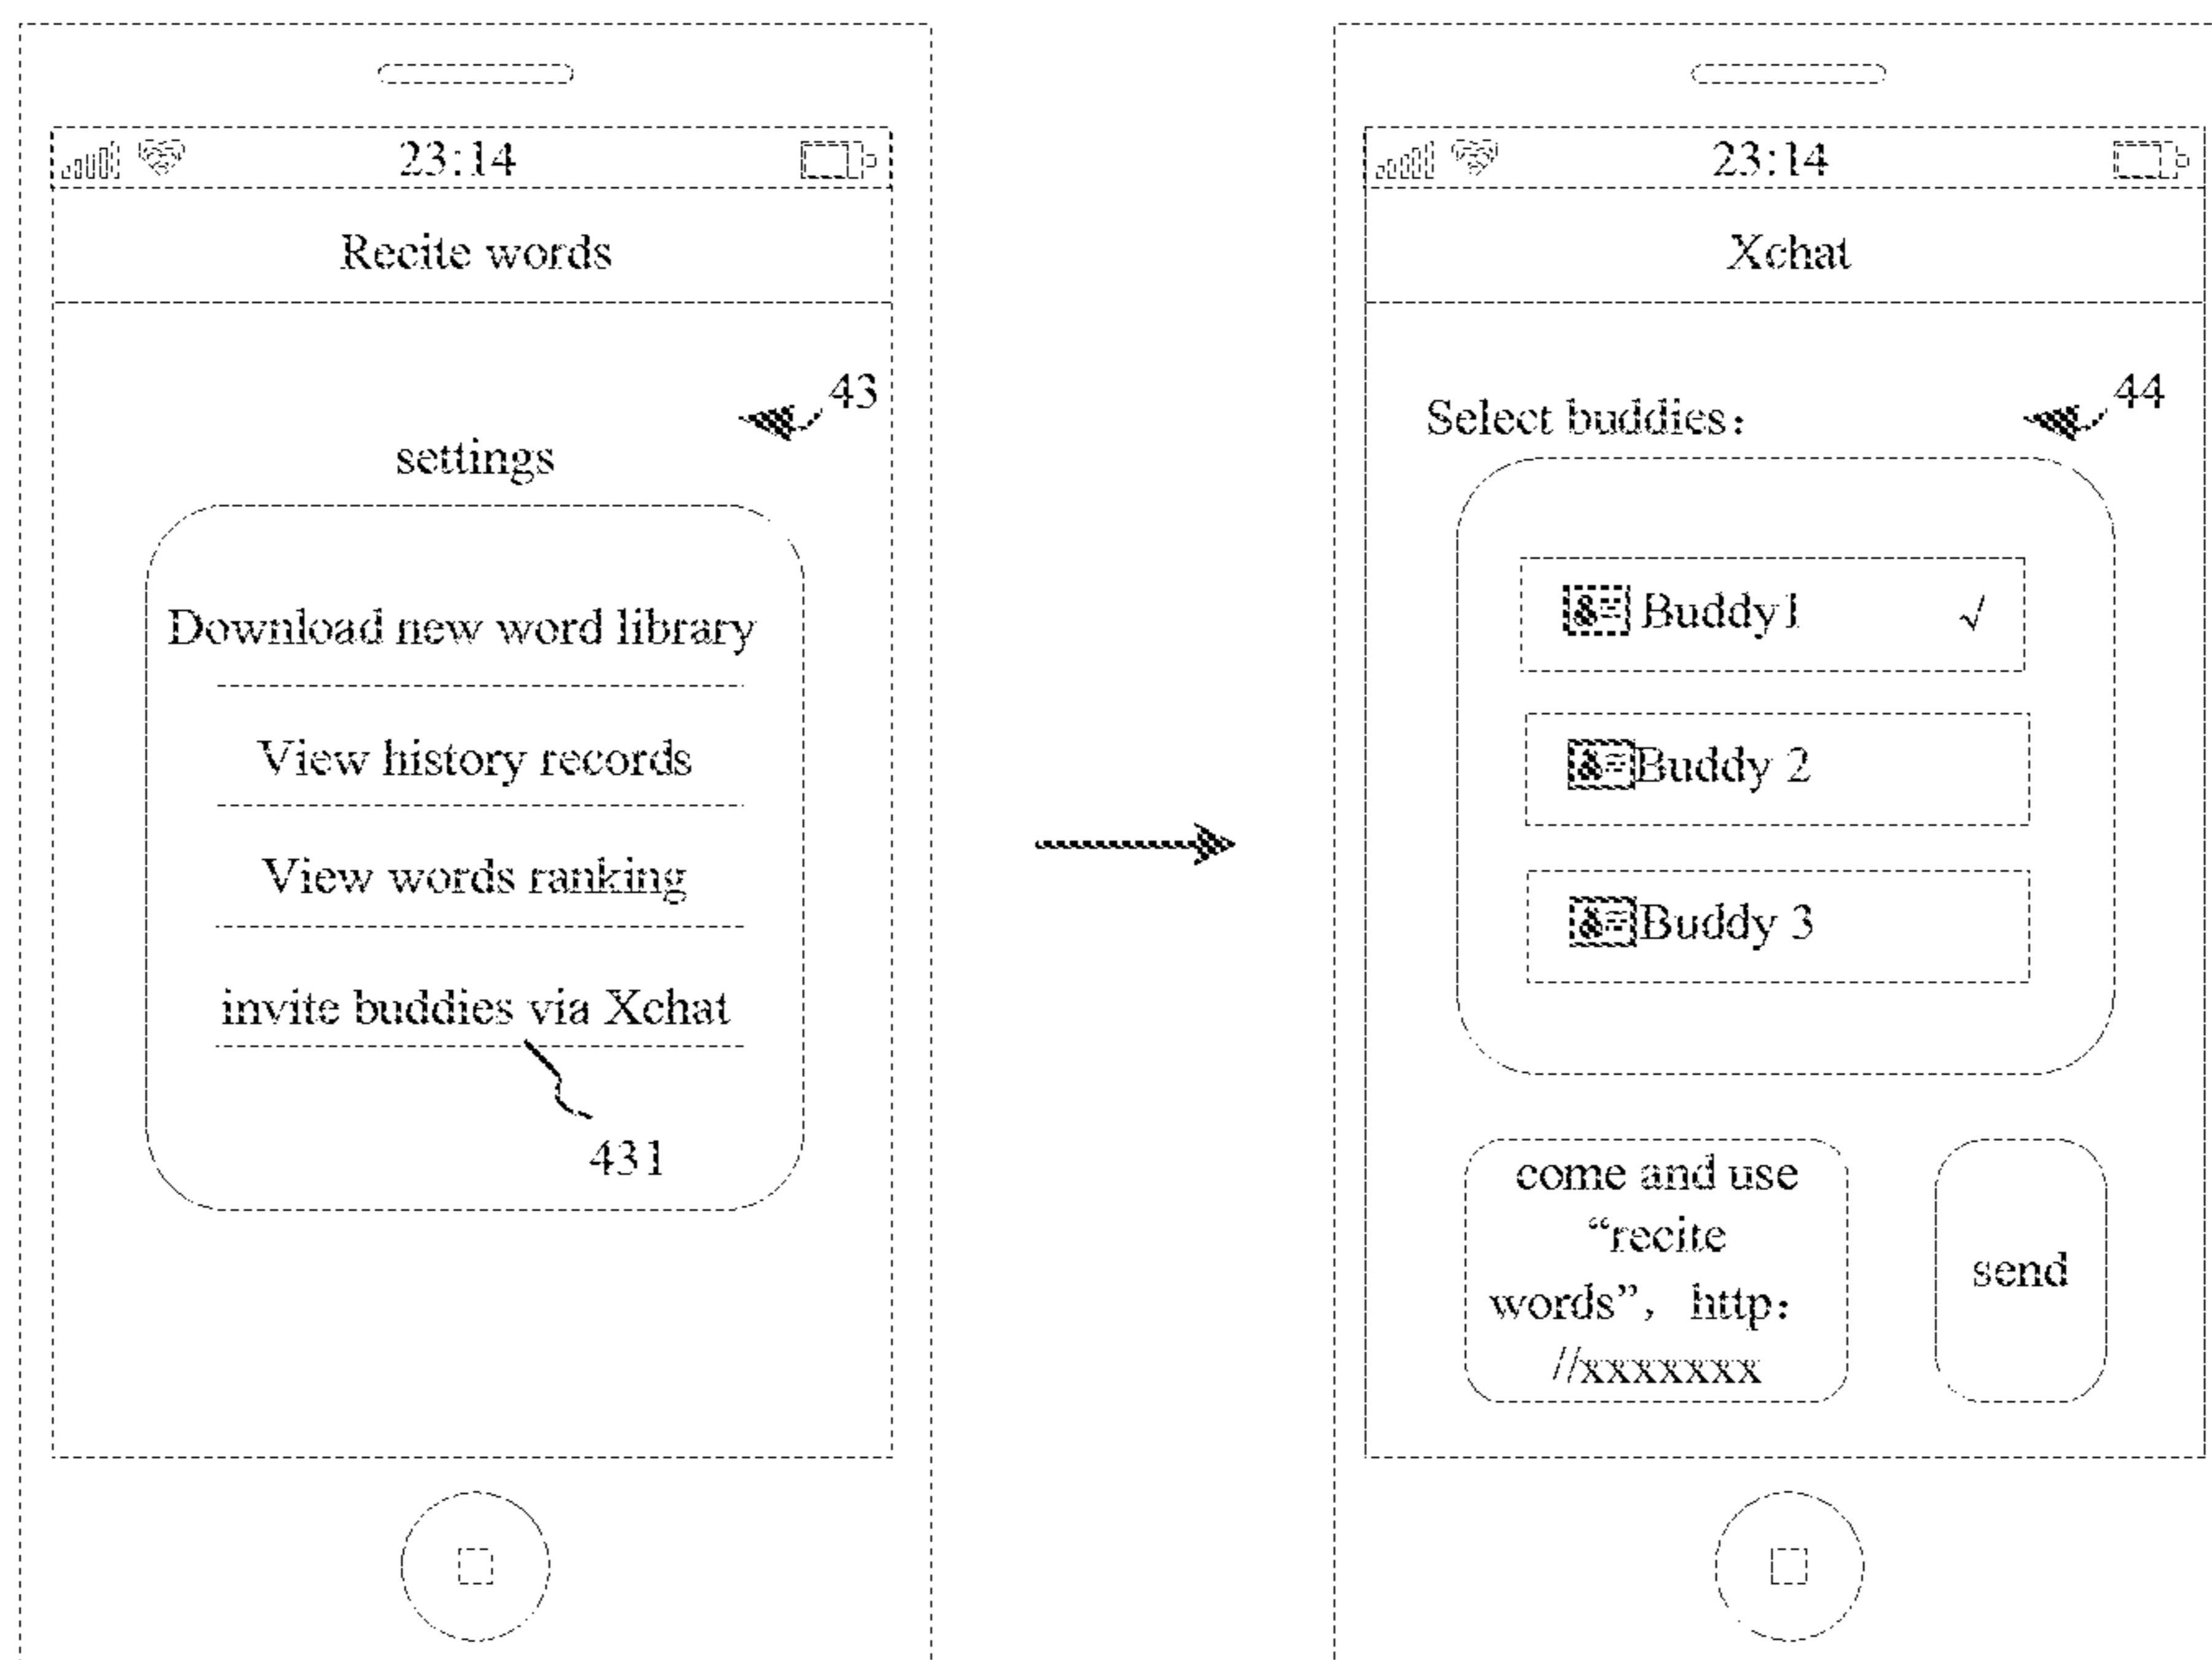 23:14
Recite words
43
settings
Download new word library
View history records
View words ranking
invite buddies via Xchat
431
23:14
Xchat
44
Select buddies：
Buddy1 √
Buddy 2
Buddy 3
come and use
“recite
words”， http：
//xxxxxxx
send